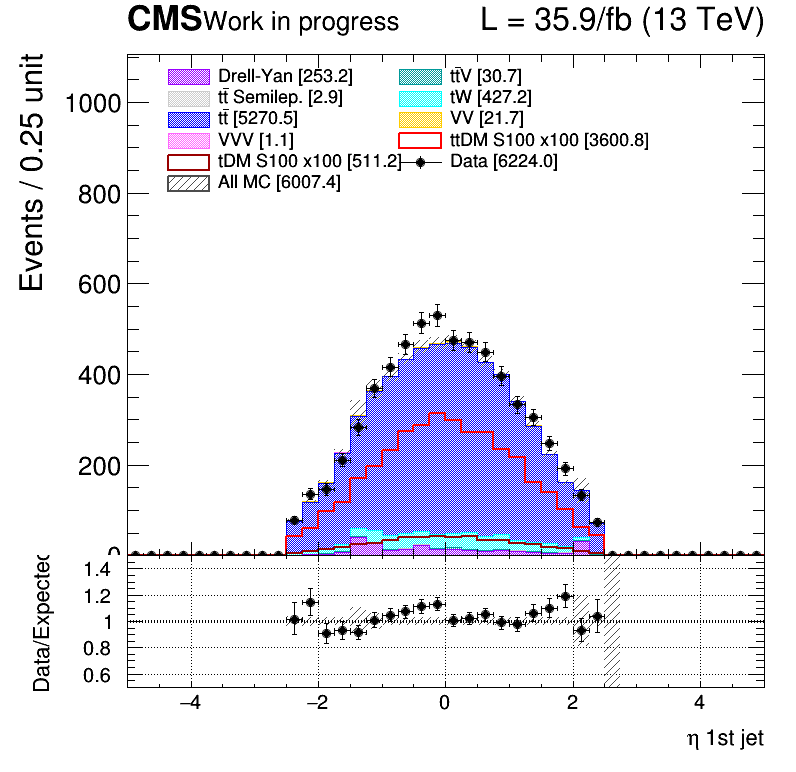 CMS Work in progress L = 35.9/fb (13 TeV)
Events / 0.25 unit
1000
800
600
400
200
0
Drell-Yan [253.2]
tt̄ Semilep. [2.9]
tt̄ [5270.5]
VVV [1.1]
tDM S100 x100 [511.2]
All MC [6007.4]
tt̄V [30.7]
tW [427.2]
VV [21.7]
ttDM S100 x100 [3600.8]
Data [6224.0]
Data/Expected
1.4
1.2
1
0.8
0.6
−4 −2 0 2 4
η 1st jet